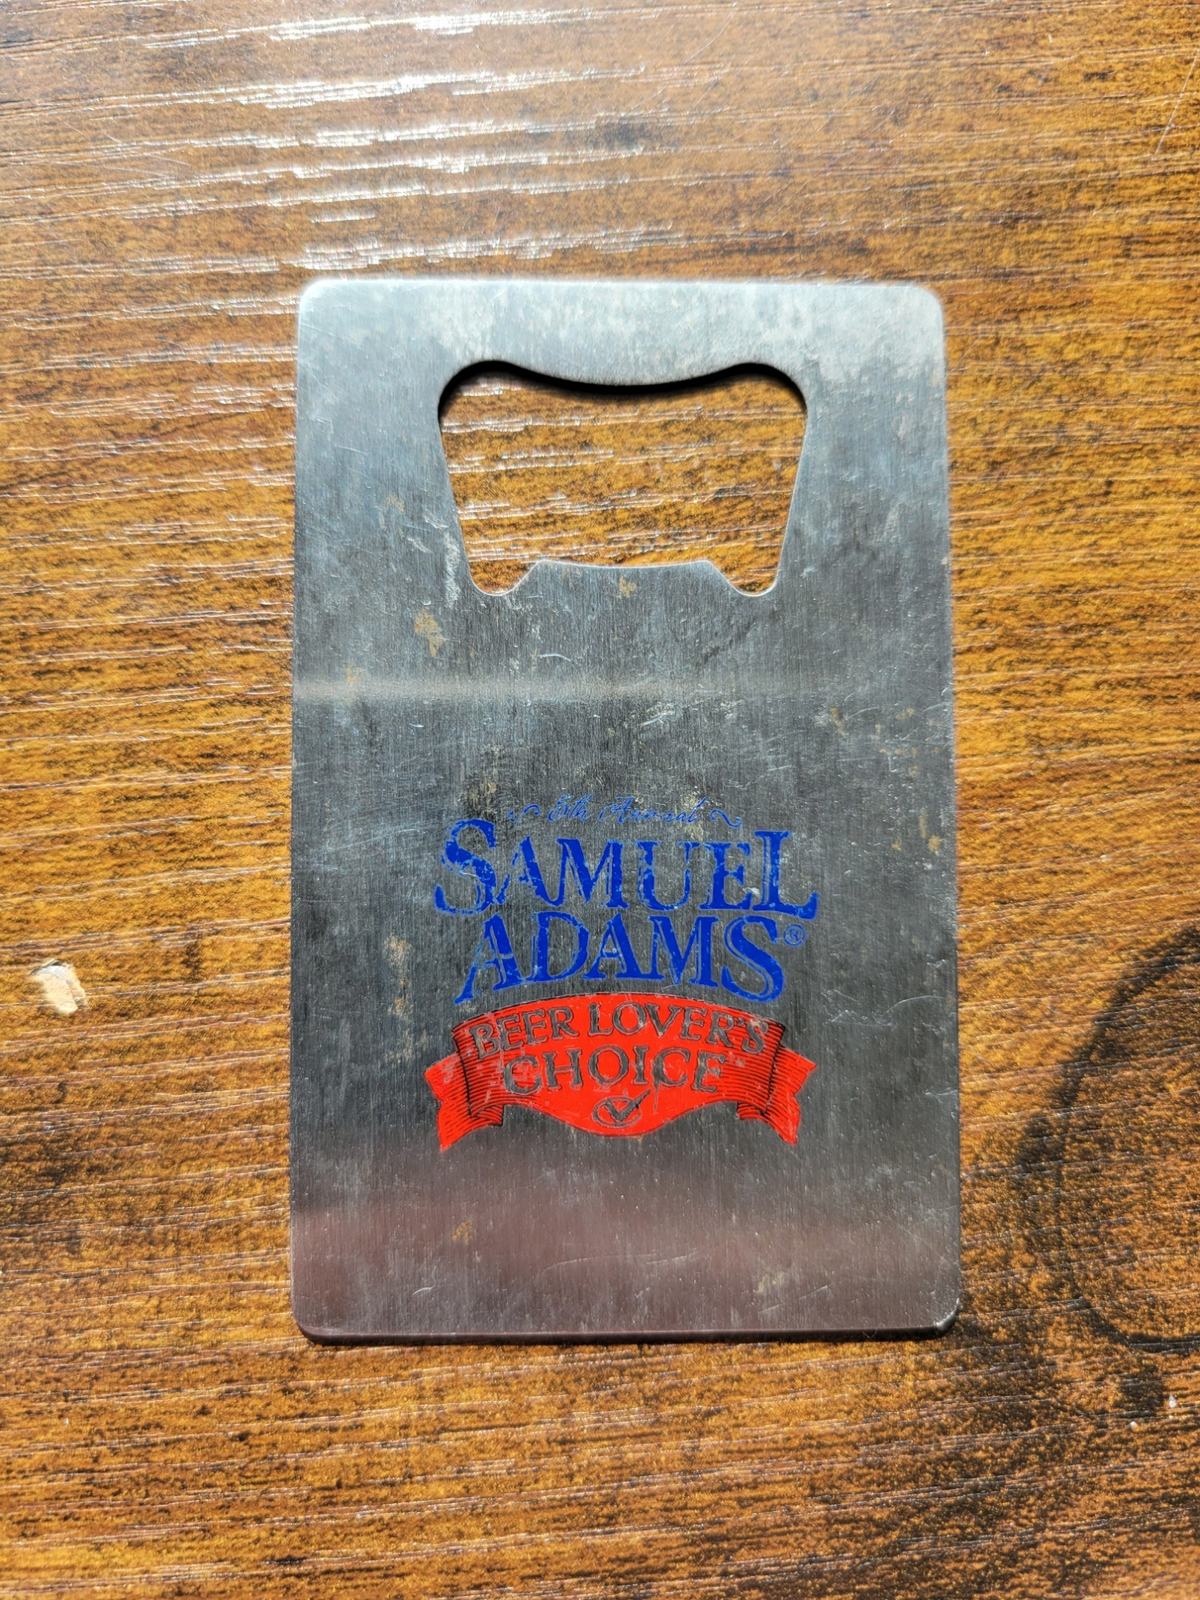 5th Annual
SAMUEL
ADAMS®
BEER LOVER'S
CHOICE